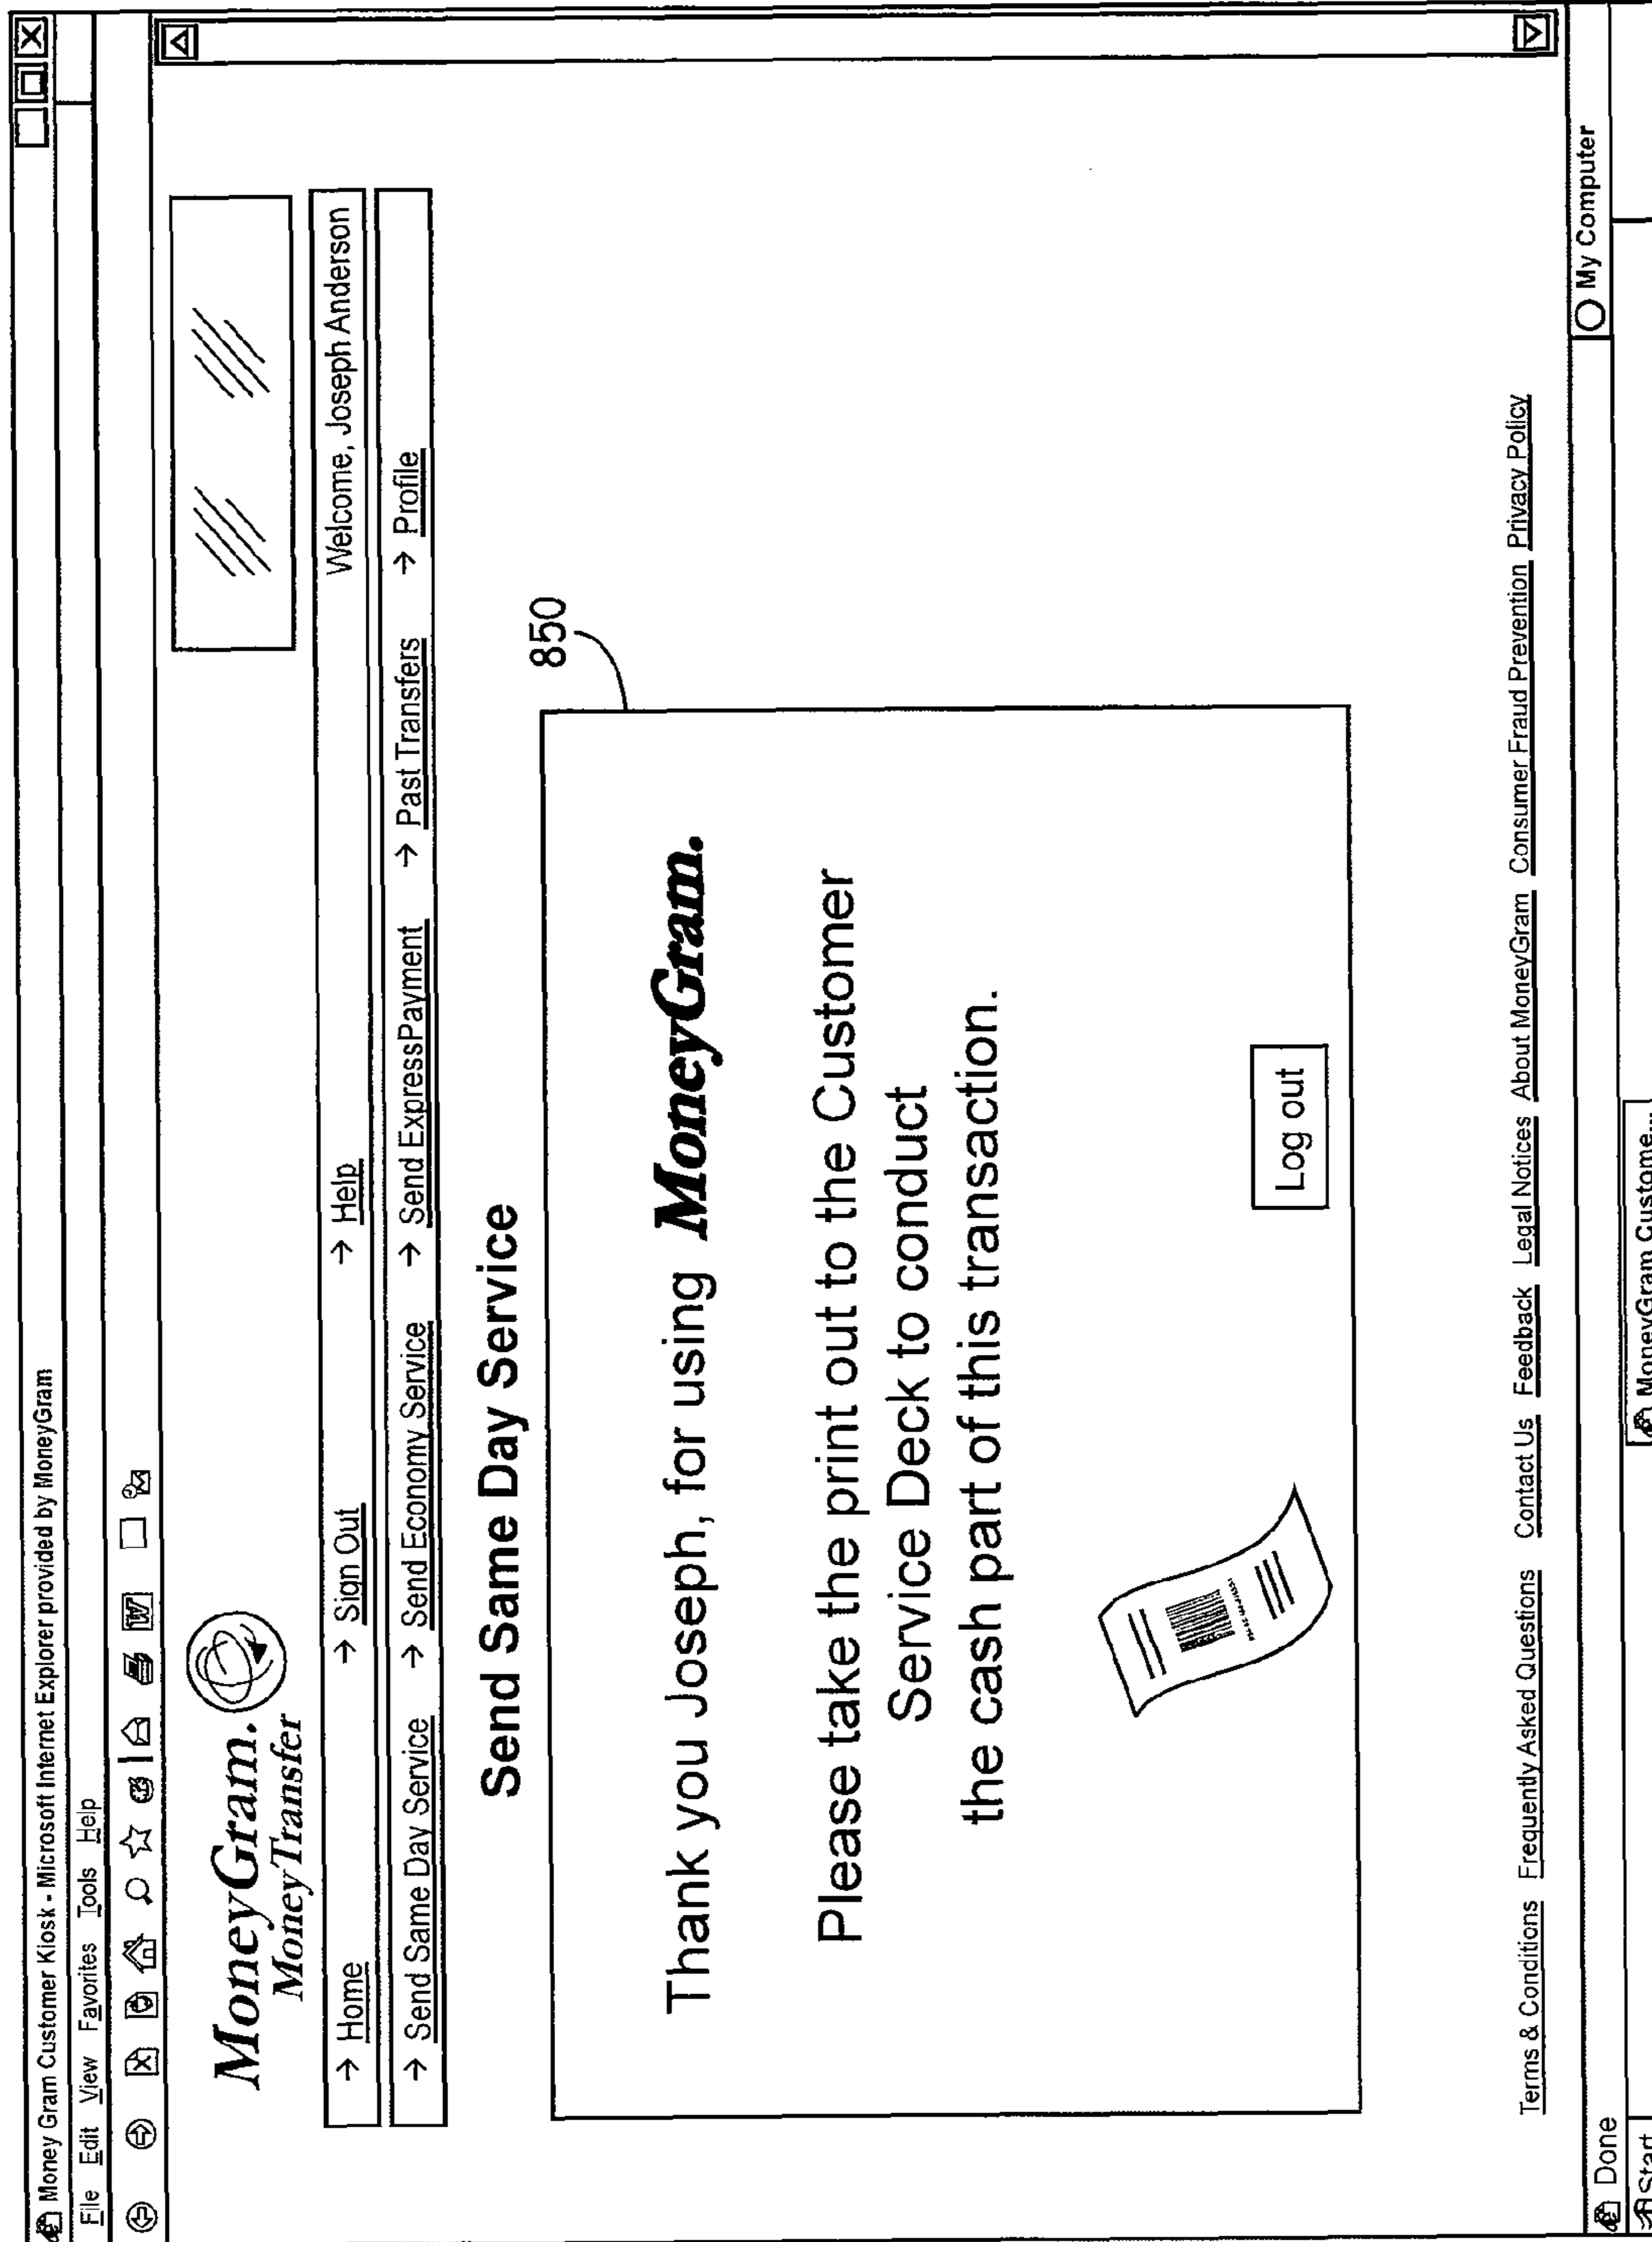 Money Gram Customer Kiosk - Microsoft Internet Explorer provided by MoneyGram
File Edit View Favorites Tools Help
W
MoneyGram.
MoneyTransfer
→ Home → Sign Out → Help Welcome, Joseph Anderson
→ Send Same Day Service → Send Economy Service → Send ExpressPayment → Past Transfers → Profile
Send Same Day Service
850
Thank you Joseph, for using MoneyGram.
Please take the print out to the Customer
Service Deck to conduct
the cash part of this transaction.
Log out
Terms & Conditions Frequently Asked Questions Contact Us Feedback Legal Notices About MoneyGram Consumer Fraud Prevention Privacy Policy
Done My Computer
Start MoneyGram Custome...